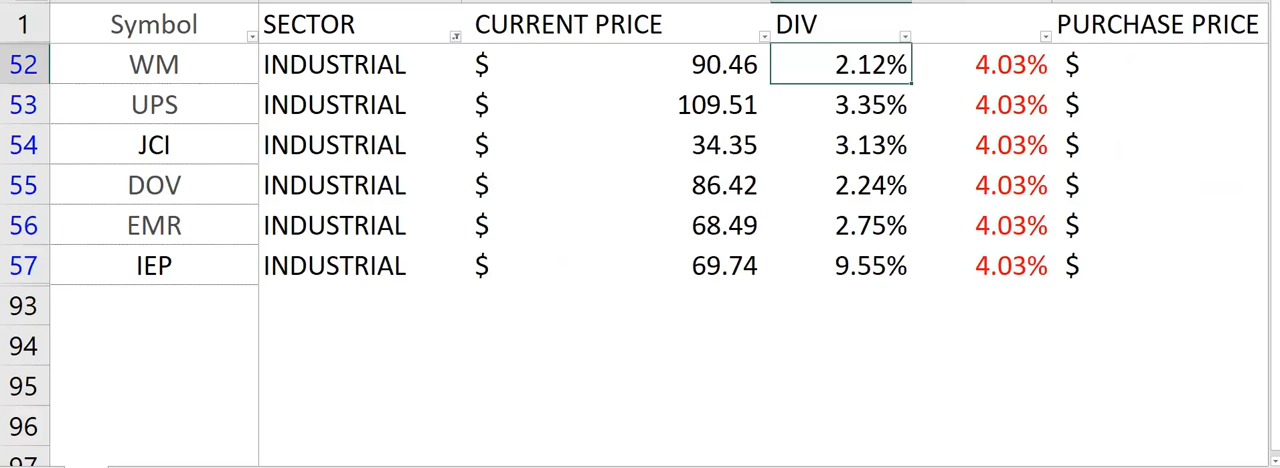 1 Symbol SECTOR CURRENT PRICE DIV PURCHASE PRICE
52 WM INDUSTRIAL $ 90.46 2.12% 4.03% $
53 UPS INDUSTRIAL $ 109.51 3.35% 4.03% $
54 JCI INDUSTRIAL $ 34.35 3.13% 4.03% $
55 DOV INDUSTRIAL $ 86.42 2.24% 4.03% $
56 EMR INDUSTRIAL $ 68.49 2.75% 4.03% $
57 IEP INDUSTRIAL $ 69.74 9.55% 4.03% $
93
94
95
96
97